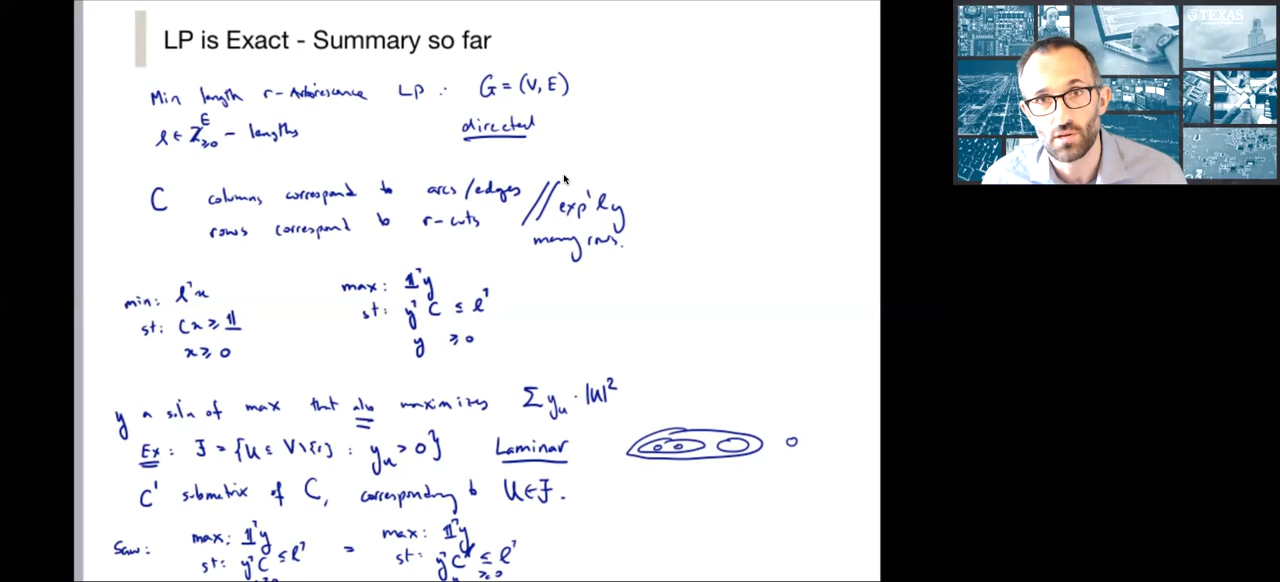 LP is Exact - Summary so far
Min length r-Arborescence LP : G = (V, E)
ℓ ∈ ℤ^E_≥0 - lengths directed
C columns correspond to arcs/edges // exp'ly
rows correspond to r-cuts many rows.
min: ℓᵀx max: 𝟙ᵀy
st: Cx ≥ 𝟙 st: yᵀC ≤ ℓᵀ
x ≥ 0 y ≥ 0
y a soln of max that also maximizes Σ y_u · |U|²
Ex: F = {U ⊆ V\{r} : y_u > 0} Laminar
C' submatrix of C, corresponding to U ∈ F.
Saw: max: 𝟙ᵀy = max: 𝟙ᵀy
st: yᵀC ≤ ℓᵀ st: yᵀC' ≤ ℓᵀ
TEXAS